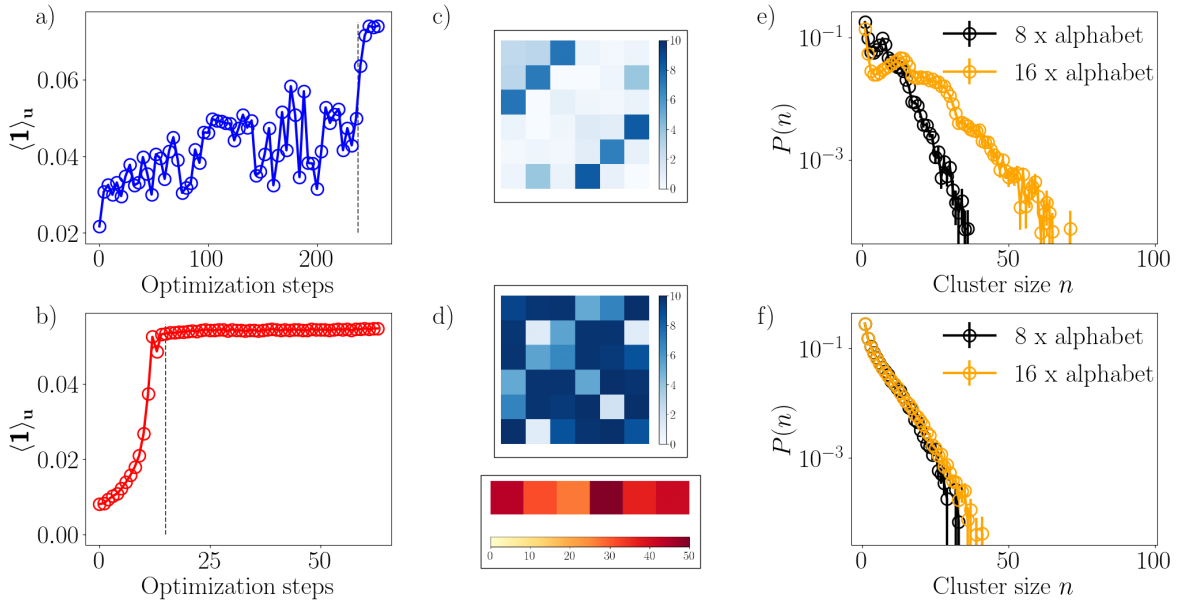 a)
0.06
0.04
0.02
⟨1⟩u
0
100
200
Optimization steps
b)
0.04
0.02
0.00
⟨1⟩u
0
25
50
Optimization steps
c)
10
8
6
4
2
0
d)
10
8
6
4
2
0
0
10
20
30
40
50
e)
8 x alphabet
16 x alphabet
10⁻¹
10⁻³
P(n)
0
50
100
Cluster size n
f)
8 x alphabet
16 x alphabet
10⁻¹
10⁻³
P(n)
0
50
100
Cluster size n